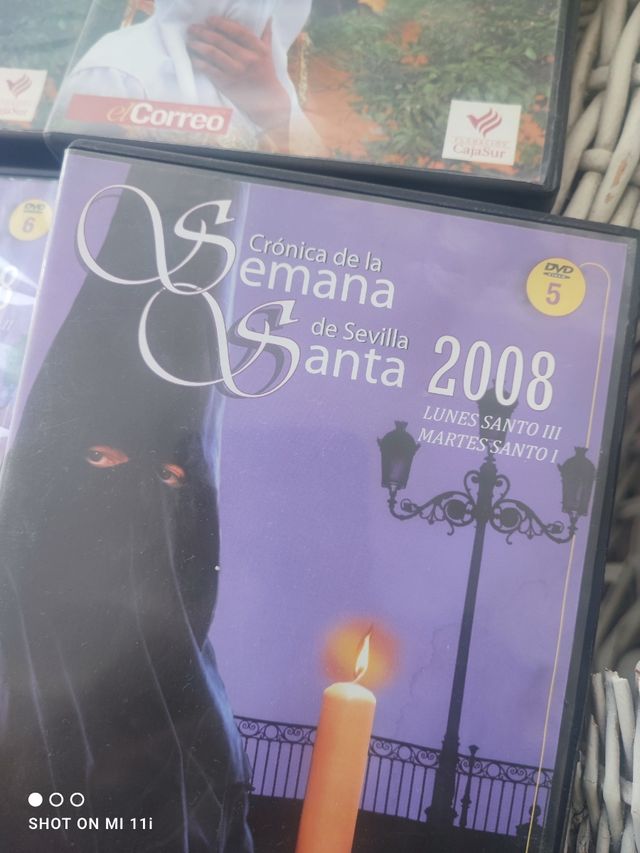 elCorreo
CajaSur
DVD
6
Crónica de la
Semana
de Sevilla
Santa 2008
LUNES SANTO III
MARTES SANTO I
DVD
VIDEO
5
SHOT ON MI 11i